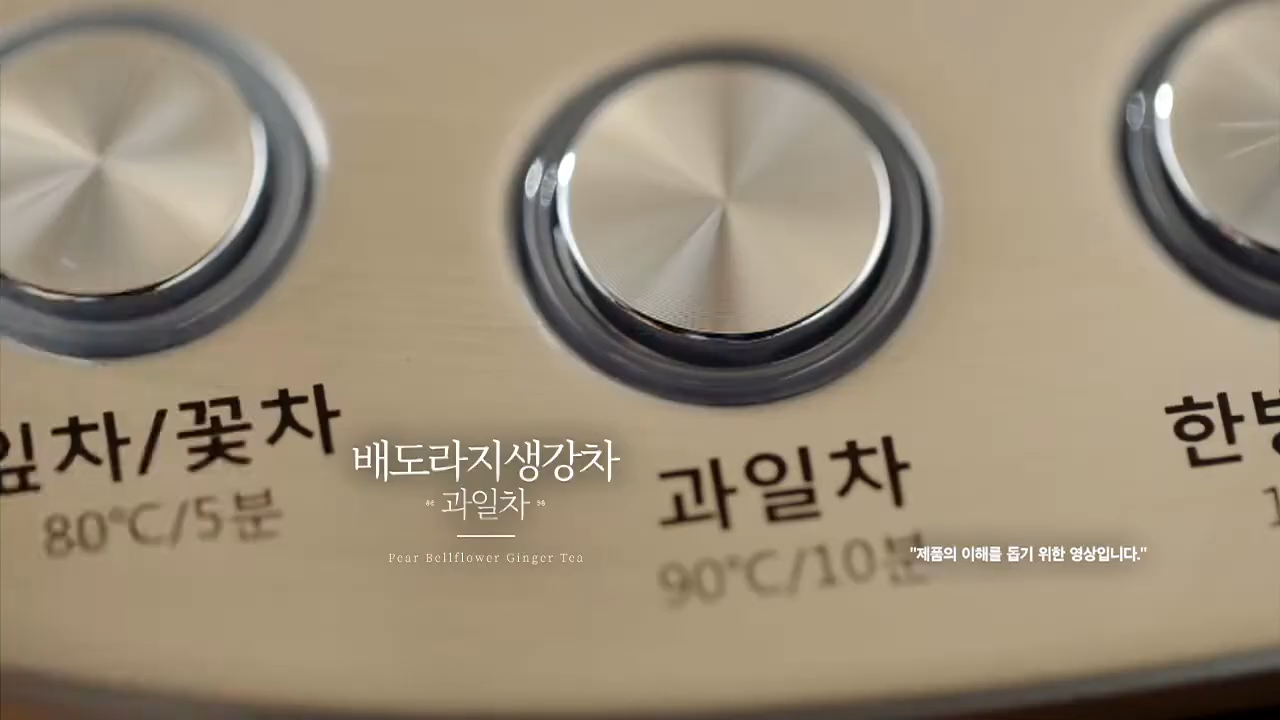 잎차/꽃차
80°C/5분
배도라지생강차
과일차
Pear Bellflower Ginger Tea
과일차
90°C/10분
"제품의 이해를 돕기 위한 영상입니다."